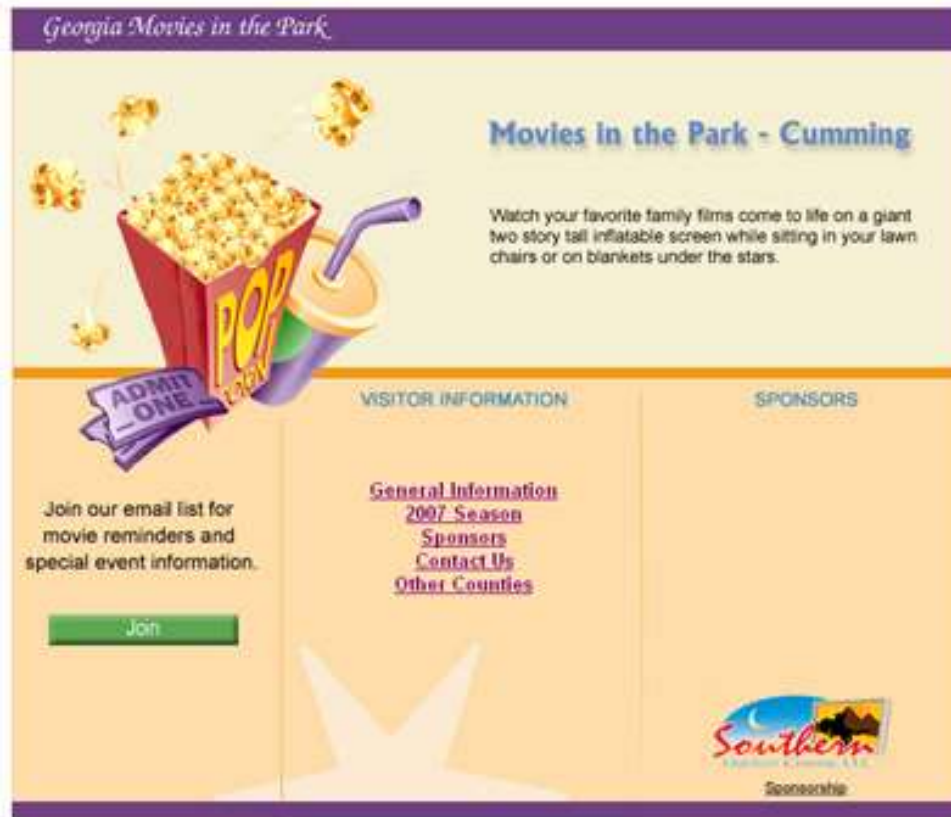 Georgia Movies in the Park
Movies in the Park - Cumming
Watch your favorite family films come to life on a giant
two story tall inflatable screen while sitting in your lawn
chairs or on blankets under the stars.
POP
ADMIT
ONE
Join our email list for
movie reminders and
special event information.
Join
VISITOR INFORMATION
General Information
2007 Season
Sponsors
Contact Us
Other Counties
SPONSORS
Southern
Sponsorship